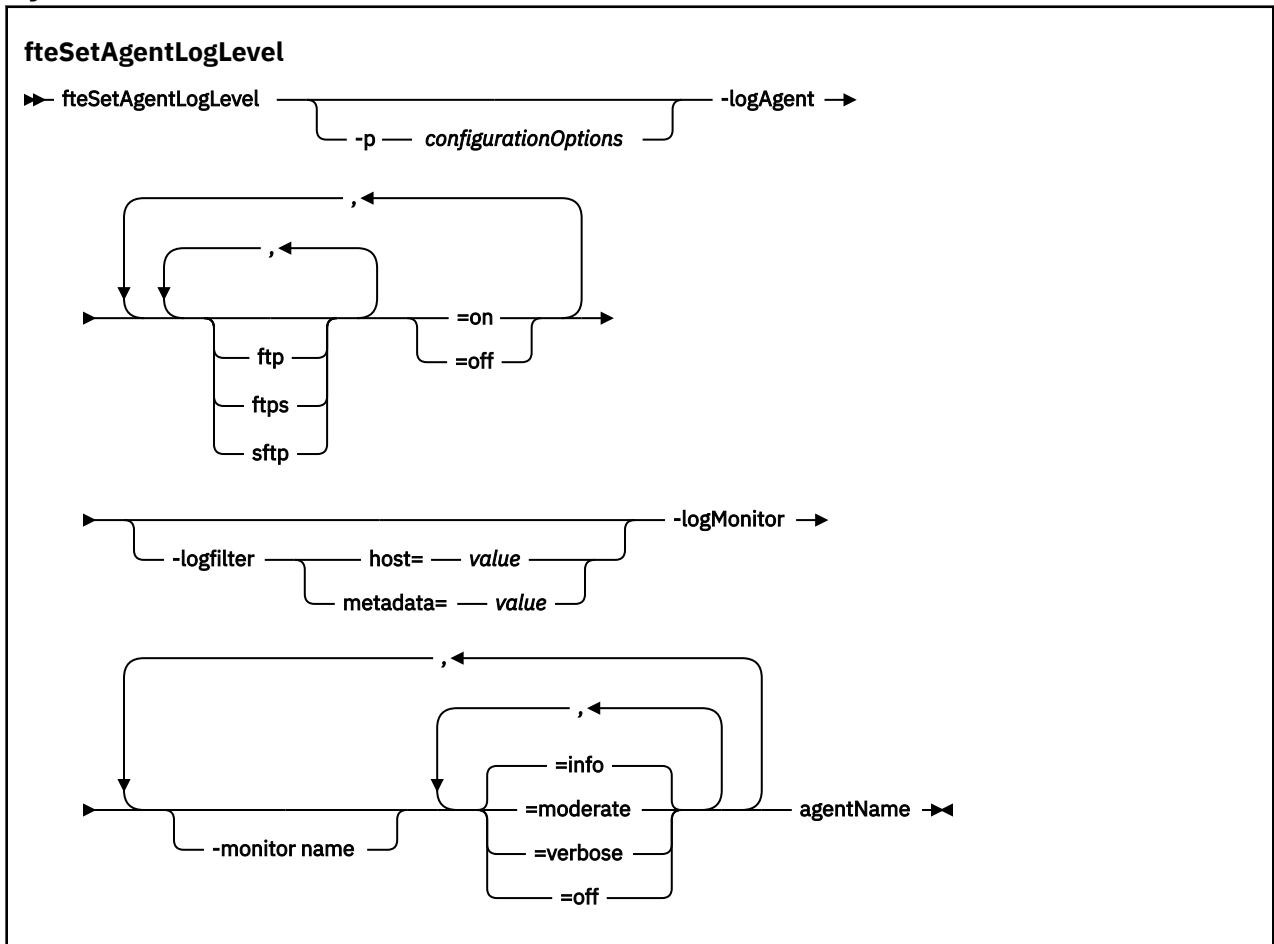 fteSetAgentLogLevel
fteSetAgentLogLevel -logAgent
-p configurationOptions
,
,
=on
ftp =off
ftps
sftp
-logMonitor
-logfilter host= value
metadata= value
,
,
=info
=moderate agentName
-monitor name =verbose
=off